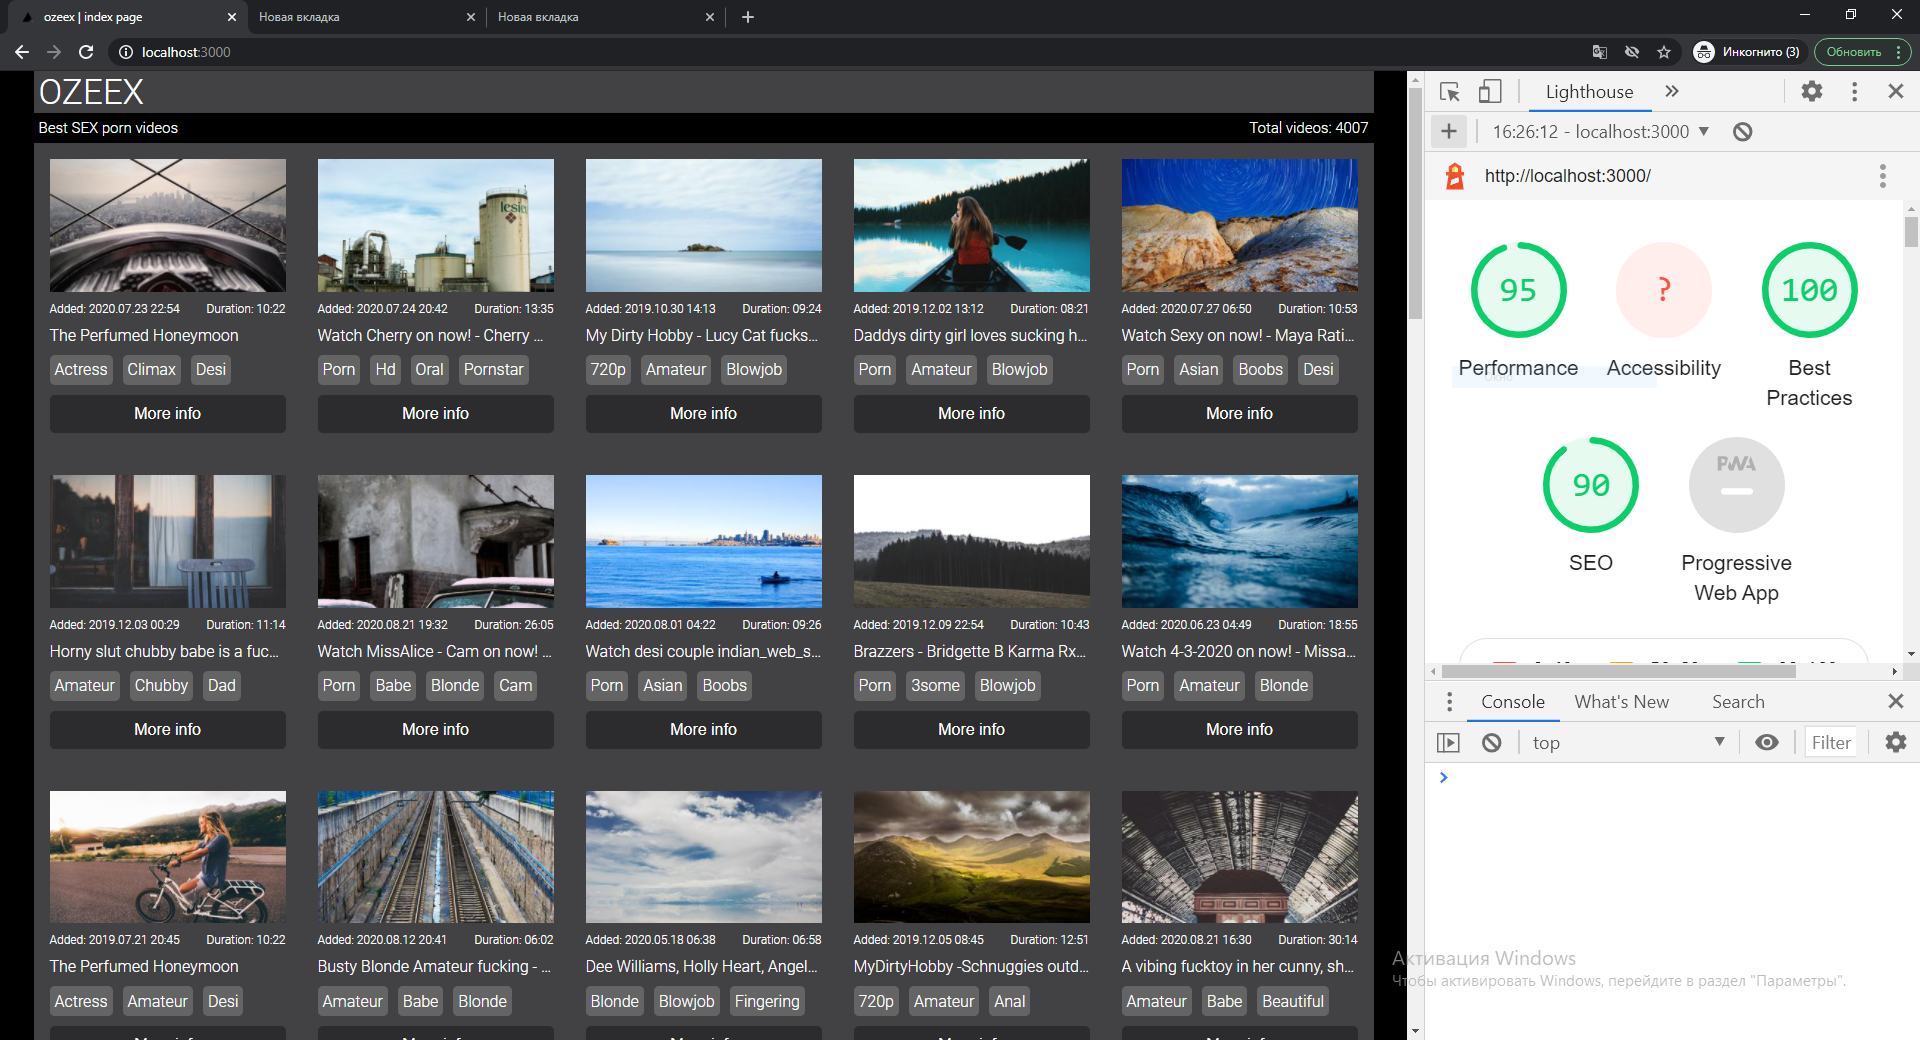 ozeex | index page
Новая вкладка
Новая вкладка
localhost:3000
Инкогнито (3)
Обновить
OZEEX
Best SEX porn videos
Total videos: 4007
lesieur
Added: 2020.07.23 22:54 Duration: 10:22
The Perfumed Honeymoon
Actress Climax Desi
More info
Added: 2020.07.24 20:42 Duration: 13:35
Watch Cherry on now! - Cherry ...
Porn Hd Oral Pornstar
More info
Added: 2019.10.30 14:13 Duration: 09:24
My Dirty Hobby - Lucy Cat fucks...
720p Amateur Blowjob
More info
Added: 2019.12.02 13:12 Duration: 08:21
Daddys dirty girl loves sucking h...
Porn Amateur Blowjob
More info
Added: 2020.07.27 06:50 Duration: 10:53
Watch Sexy on now! - Maya Rati...
Porn Asian Boobs Desi
More info
Added: 2019.12.03 00:29 Duration: 11:14
Horny slut chubby babe is a fuc...
Amateur Chubby Dad
More info
Added: 2020.08.21 19:32 Duration: 26:05
Watch MissAlice - Cam on now! ...
Porn Babe Blonde Cam
More info
Added: 2020.08.01 04:22 Duration: 09:26
Watch desi couple indian_web_s...
Porn Asian Boobs
More info
Added: 2019.12.09 22:54 Duration: 10:43
Brazzers - Bridgette B Karma Rx...
Porn 3some Blowjob
More info
Added: 2020.06.23 04:49 Duration: 18:55
Watch 4-3-2020 on now! - Missa...
Porn Amateur Blonde
More info
Added: 2019.07.21 20:45 Duration: 10:22
The Perfumed Honeymoon
Actress Amateur Desi
More info
Added: 2020.08.12 20:41 Duration: 06:02
Busty Blonde Amateur fucking - ...
Amateur Babe Blonde
More info
Added: 2020.05.18 06:38 Duration: 06:58
Dee Williams, Holly Heart, Angel...
Blonde Blowjob Fingering
More info
Added: 2019.12.05 08:45 Duration: 12:51
MyDirtyHobby -Schnuggies outd...
720p Amateur Anal
More info
Added: 2020.08.21 16:30 Duration: 30:14
A vibing fucktoy in her cunny, sh...
Amateur Babe Beautiful
More info
Lighthouse
16:26:12 - localhost:3000
http://localhost:3000/
95
Performance
?
Accessibility
100
Best
Practices
90
SEO
PWA
Progressive
Web App
Console What's New Search
top
Filter
Активация Windows
Чтобы активировать Windows, перейдите в раздел "Параметры".